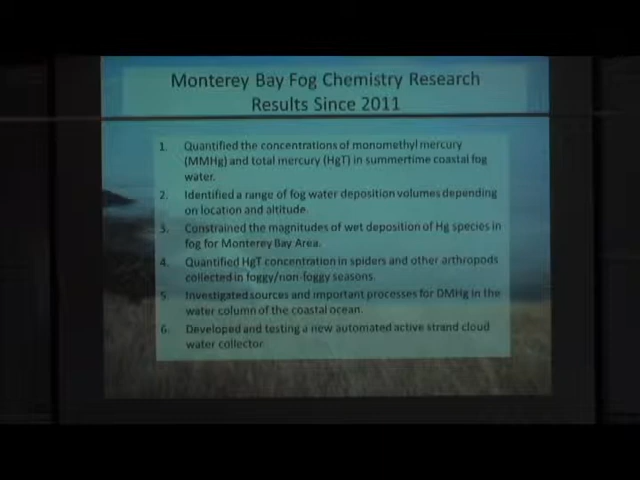 Monterey Bay Fog Chemistry Research
Results Since 2011
1. Quantified the concentrations of monomethyl mercury
(MMHg) and total mercury (HgT) in summertime coastal fog
water.
2. Identified a range of fog water deposition volumes depending
on location and altitude.
3. Constrained the magnitudes of wet deposition of Hg species in
fog for Monterey Bay Area.
4. Quantified HgT concentration in spiders and other arthropods
collected in foggy/non-foggy seasons.
5. Investigated sources and important processes for DMHg in the
water column of the coastal ocean.
6. Developed and testing a new automated active strand cloud
water collector